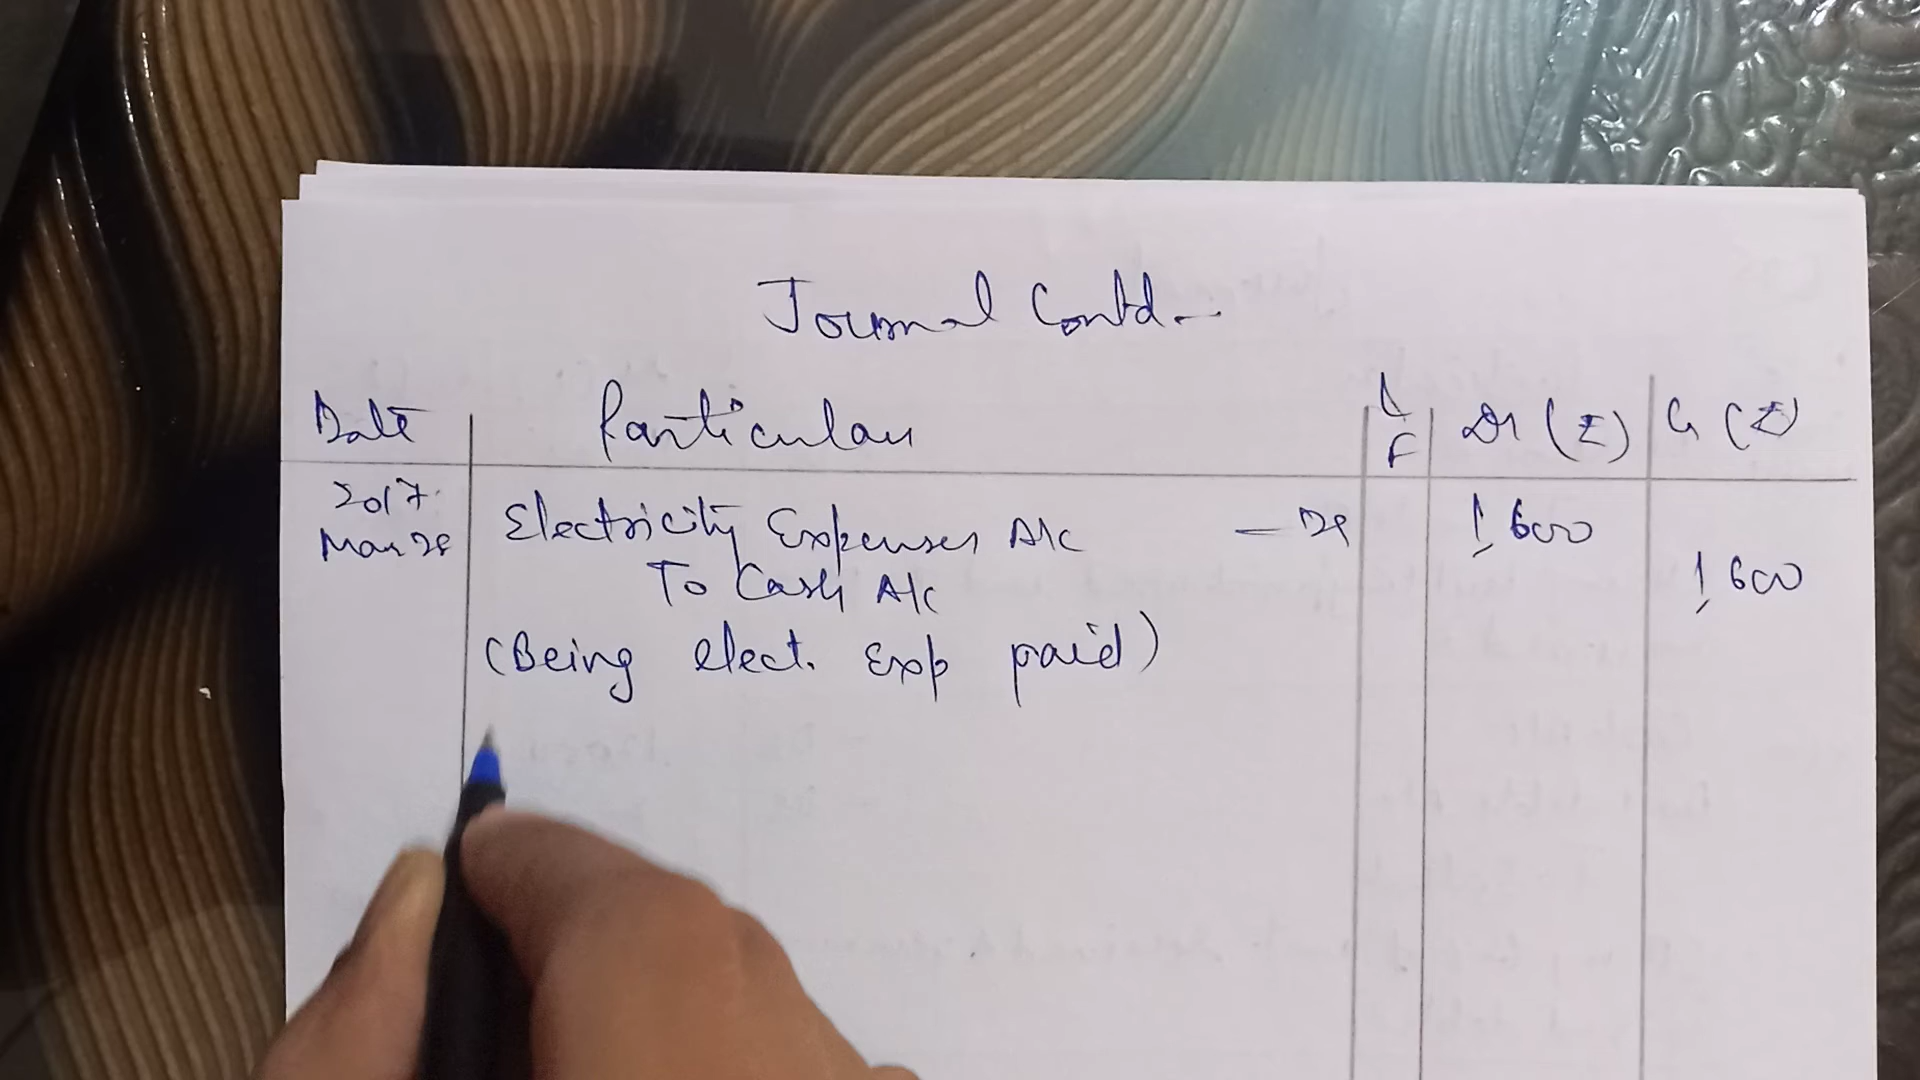 Journal Contd.
Date Particulars L F Dr (₹) Cr (₹)
2017
Mar 28 Electricity Expenses A/c — Dr 1,600
To Cash A/c 1,600
(Being elect. Exp paid)